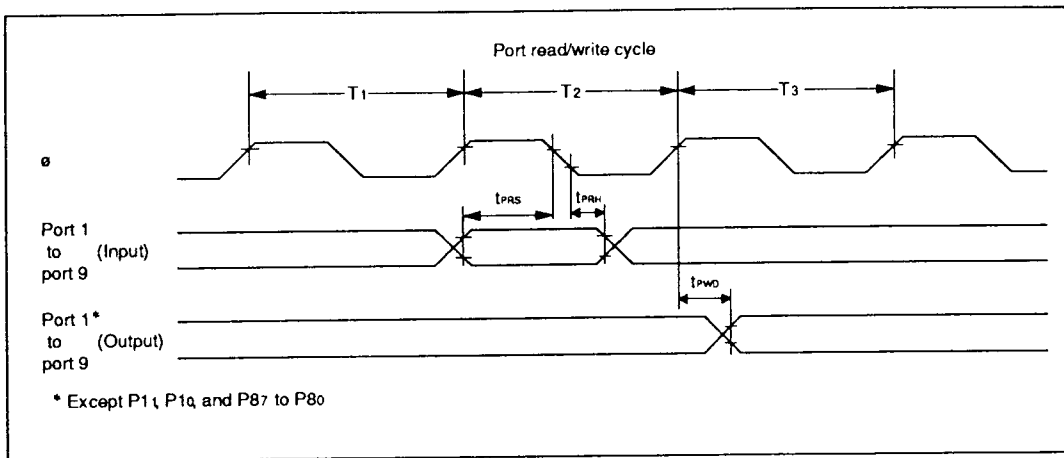 Port read/write cycle
T1 T2 T3
ø
tPRS tPRH
Port 1
to (Input)
port 9
tPWD
Port 1*
to (Output)
port 9
* Except P11, P10, and P87 to P80